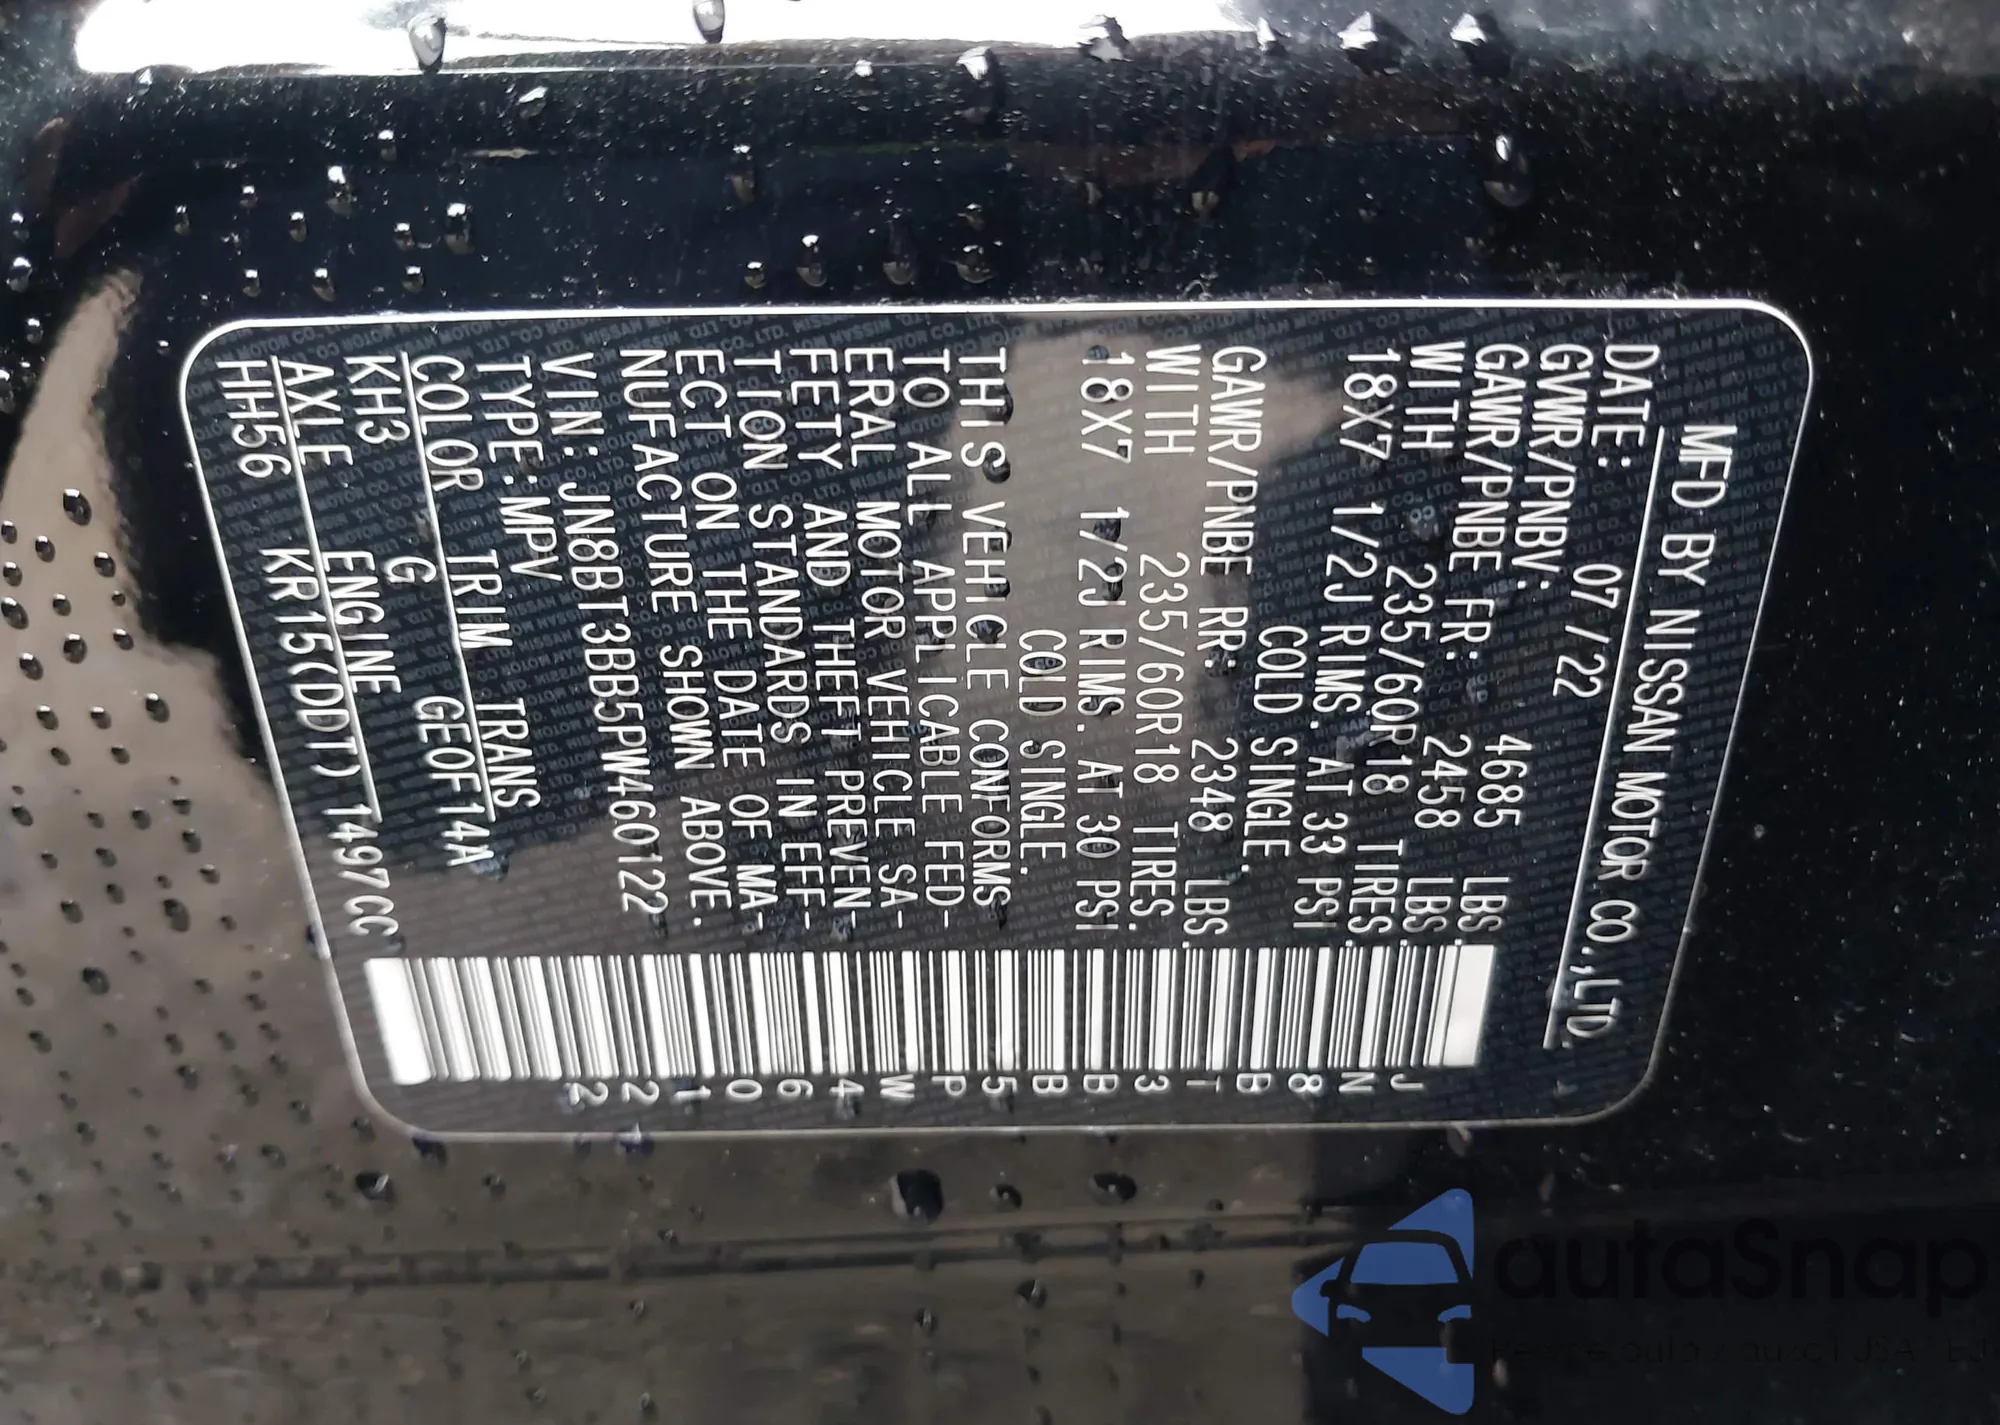 MFD BY NISSAN MOTOR CO.,LTD.
DATE: 07/22
GVWR/PNBV: 4685 LBS.
GAWR/PNBE FR: 2458 LBS.
WITH 235/60R18 TIRES.
18X7 1/2J RIMS. AT 33 PSI
COLD SINGLE.
GAWR/PNBE RR: 2348 LBS.
WITH 235/60R18 TIRES.
18X7 1/2J RIMS. AT 30 PSI
COLD SINGLE.
THIS VEHICLE CONFORMS
TO ALL APPLICABLE FED-
ERAL MOTOR VEHICLE SA-
FETY AND THEFT PREVEN-
TION STANDARDS IN EFF-
ECT ON THE DATE OF MA-
NUFACTURE SHOWN ABOVE.
VIN: JN8BT3BB5PW460122
TYPE:MPV
COLOR TRIM TRANS
KH3 G GE0F14A
AXLE ENGINE
HH56 KR15(DDT) 1497CC
JN8BT3BB5PW460122
autoSnap